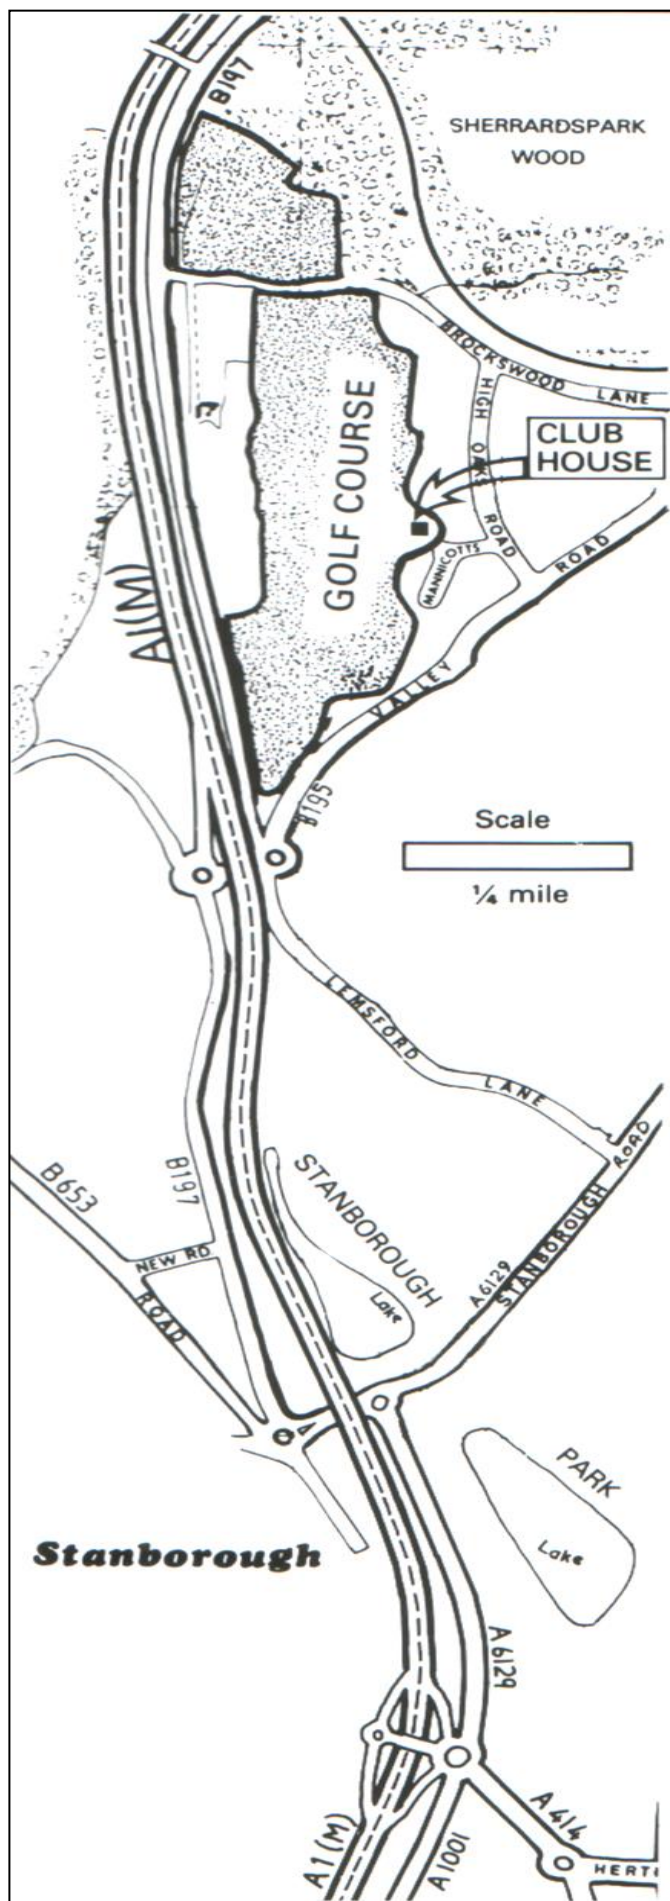 B197
SHERRARDSPARK
WOOD
BROCKSWOOD LANE
HIGH OAKS ROAD
CLUB
HOUSE
GOLF COURSE
MANNICOTTS
A1(M)
VALLEY ROAD
B195
Scale
¼ mile
LEMSFORD LANE
STANBOROUGH ROAD
A6129
B653
B197
NEW RD
ROAD
STANBOROUGH
Lake
PARK
Lake
Stanborough
A6129
A414
A1(M)
A1001
HERTI